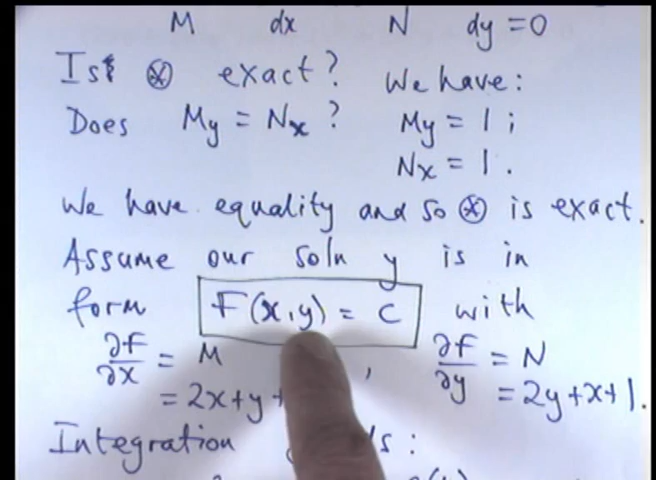 M dx N dy = 0
Is ⊛ exact? We have:
Does My = Nx ? My = 1 ;
Nx = 1 .
We have equality and so ⊛ is exact.
Assume our soln y is in
form F(x,y) = C with
∂F/∂x = M , ∂F/∂y = N
= 2x+y+ = 2y+x+1.
Integration